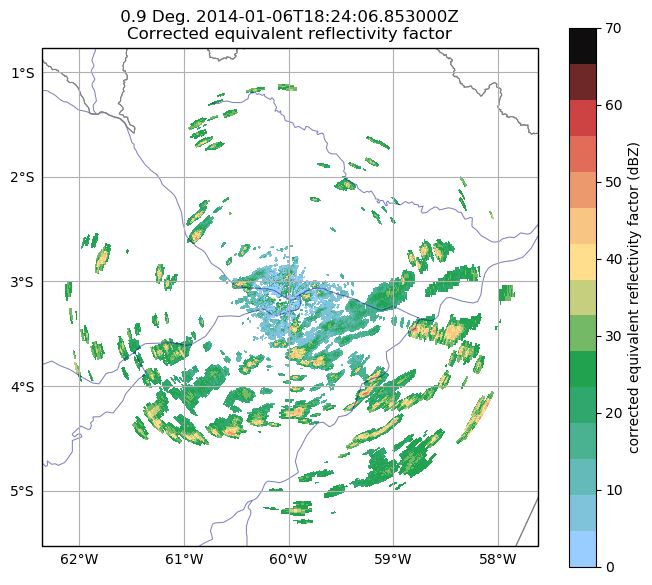 0.9 Deg. 2014-01-06T18:24:06.853000Z
Corrected equivalent reflectivity factor
1°S
2°S
3°S
4°S
5°S
62°W 61°W 60°W 59°W 58°W
70
60
50
40
30
20
10
0
corrected equivalent reflectivity factor (dBZ)